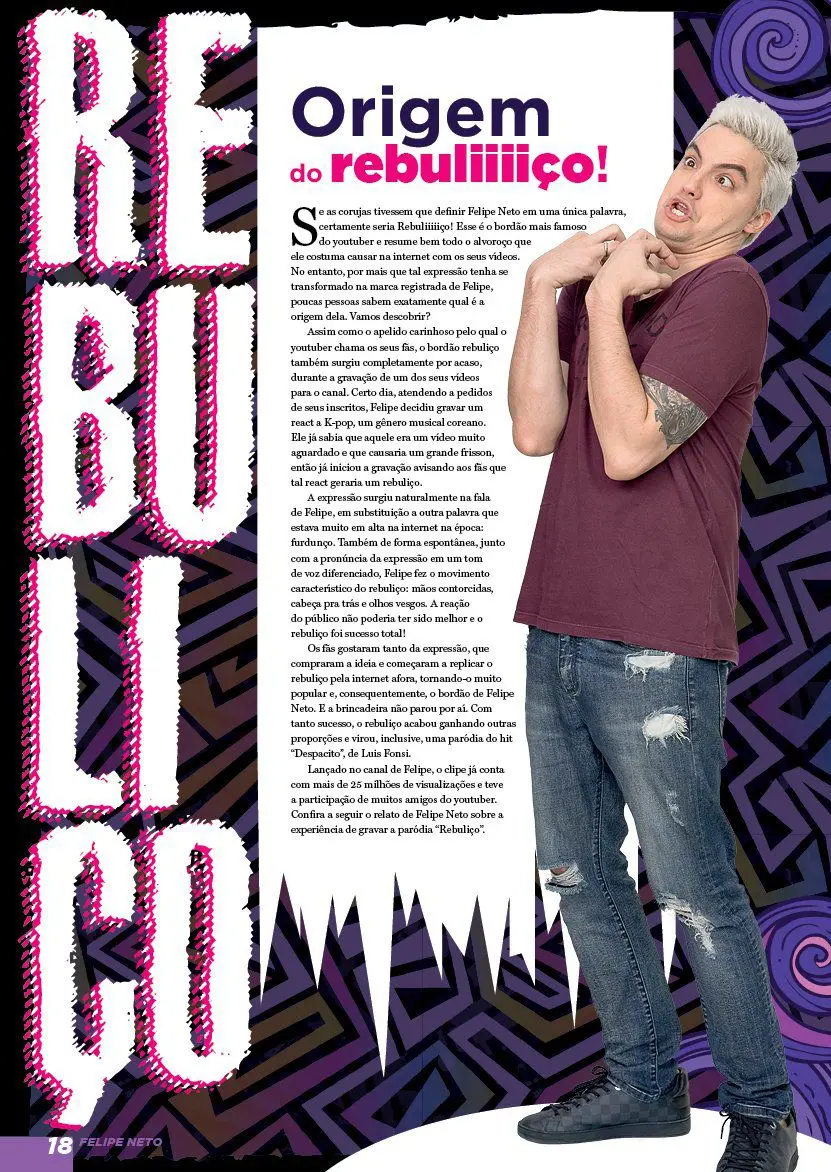 RE
BU
LI
ÇO
Origem
do rebuliiiiiço!
Se as corujas tivessem que definir Felipe Neto em uma única palavra,
certamente seria Rebuliiiiiço! Esse é o bordão mais famoso
do youtuber e resume bem todo o alvoroço que
ele costuma causar na internet com os seus vídeos.
No entanto, por mais que tal expressão tenha se
transformado na marca registrada de Felipe,
poucas pessoas sabem exatamente qual é a
origem dela. Vamos descobrir?
Assim como o apelido carinhoso pelo qual o
youtuber chama os seus fãs, o bordão rebuliço
também surgiu completamente por acaso,
durante a gravação de um dos seus vídeos
para o canal. Certo dia, atendendo a pedidos
de seus inscritos, Felipe decidiu gravar um
react a K-pop, um gênero musical coreano.
Ele já sabia que aquele era um vídeo muito
aguardado e que causaria um grande frisson,
então já iniciou a gravação avisando aos fãs que
tal react geraria um rebuliço.
A expressão surgiu naturalmente na fala
de Felipe, em substituição a outra palavra que
estava muito em alta na internet na época:
furdunço. Também de forma espontânea, junto
com a pronúncia da expressão em um tom
de voz diferenciado, Felipe fez o movimento
característico do rebuliço: mãos contorcidas,
cabeça pra trás e olhos vesgos. A reação
do público não poderia ter sido melhor e o
rebuliço foi sucesso total!
Os fãs gostaram tanto da expressão, que
compraram a ideia e começaram a replicar o
rebuliço pela internet afora, tornando-o muito
popular e, consequentemente, o bordão de Felipe
Neto. E a brincadeira não parou por aí. Com
tanto sucesso, o rebuliço acabou ganhando outras
proporções e virou, inclusive, uma paródia do hit
“Despacito”, de Luis Fonsi.
Lançado no canal de Felipe, o clipe já conta
com mais de 25 milhões de visualizações e teve
a participação de muitos amigos do youtuber.
Confira a seguir o relato de Felipe Neto sobre a
experiência de gravar a paródia “Rebuliço”.
18 FELIPE NETO